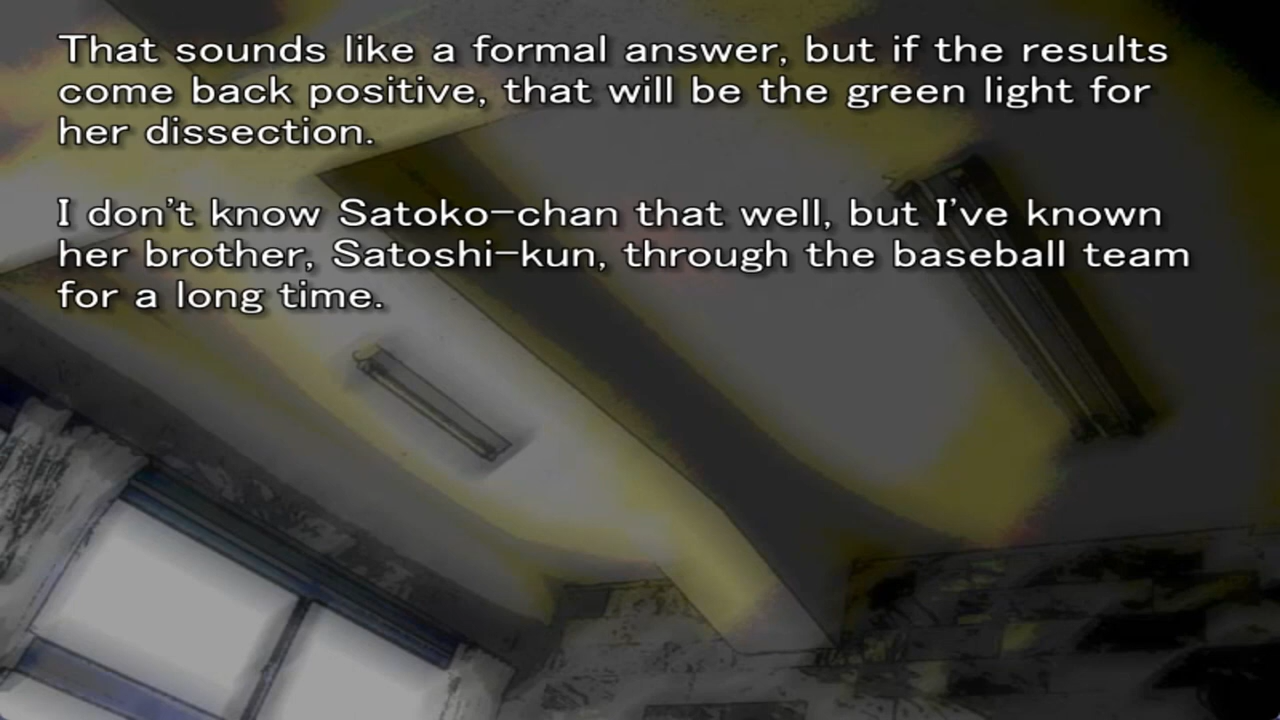 That sounds like a formal answer, but if the results
come back positive, that will be the green light for
her dissection.
I don't know Satoko-chan that well, but I've known
her brother, Satoshi-kun, through the baseball team
for a long time.